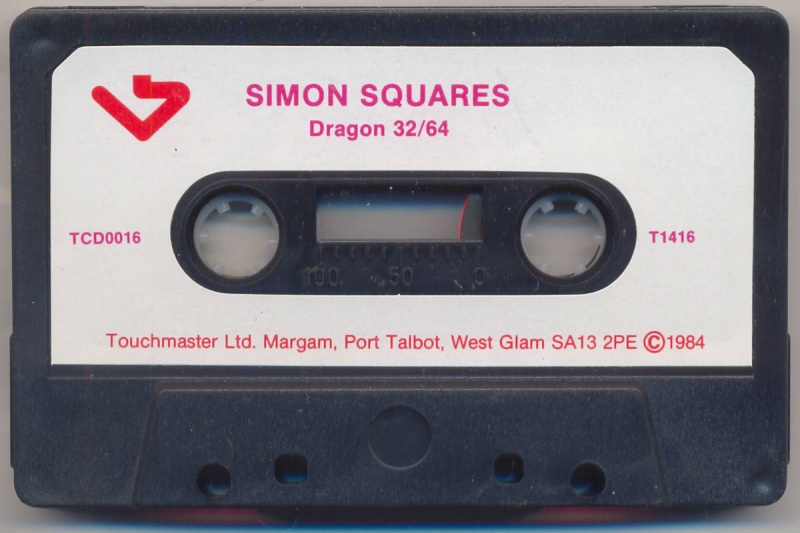 SIMON SQUARES
Dragon 32/64
TCD0016
T1416
100 50 0
Touchmaster Ltd. Margam, Port Talbot, West Glam SA13 2PE ©1984